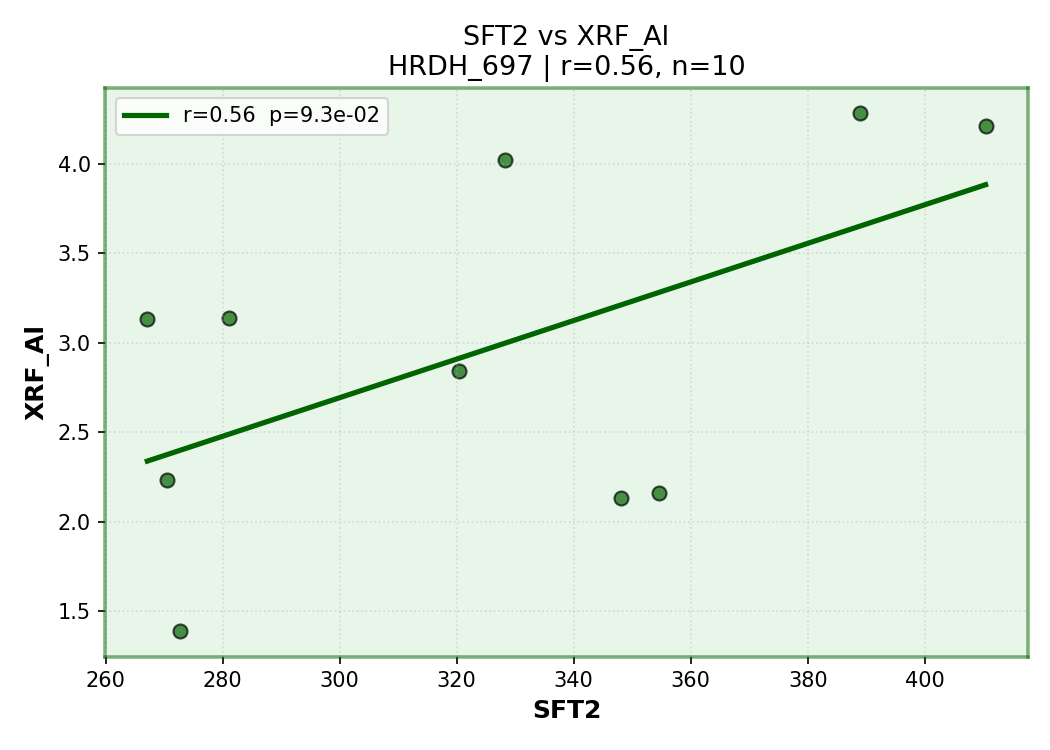 SFT2 vs XRF_Al
HRDH_697 | r=0.56, n=10
r=0.56 p=9.3e-02
XRF_Al
4.0
3.5
3.0
2.5
2.0
1.5
260 280 300 320 340 360 380 400
SFT2